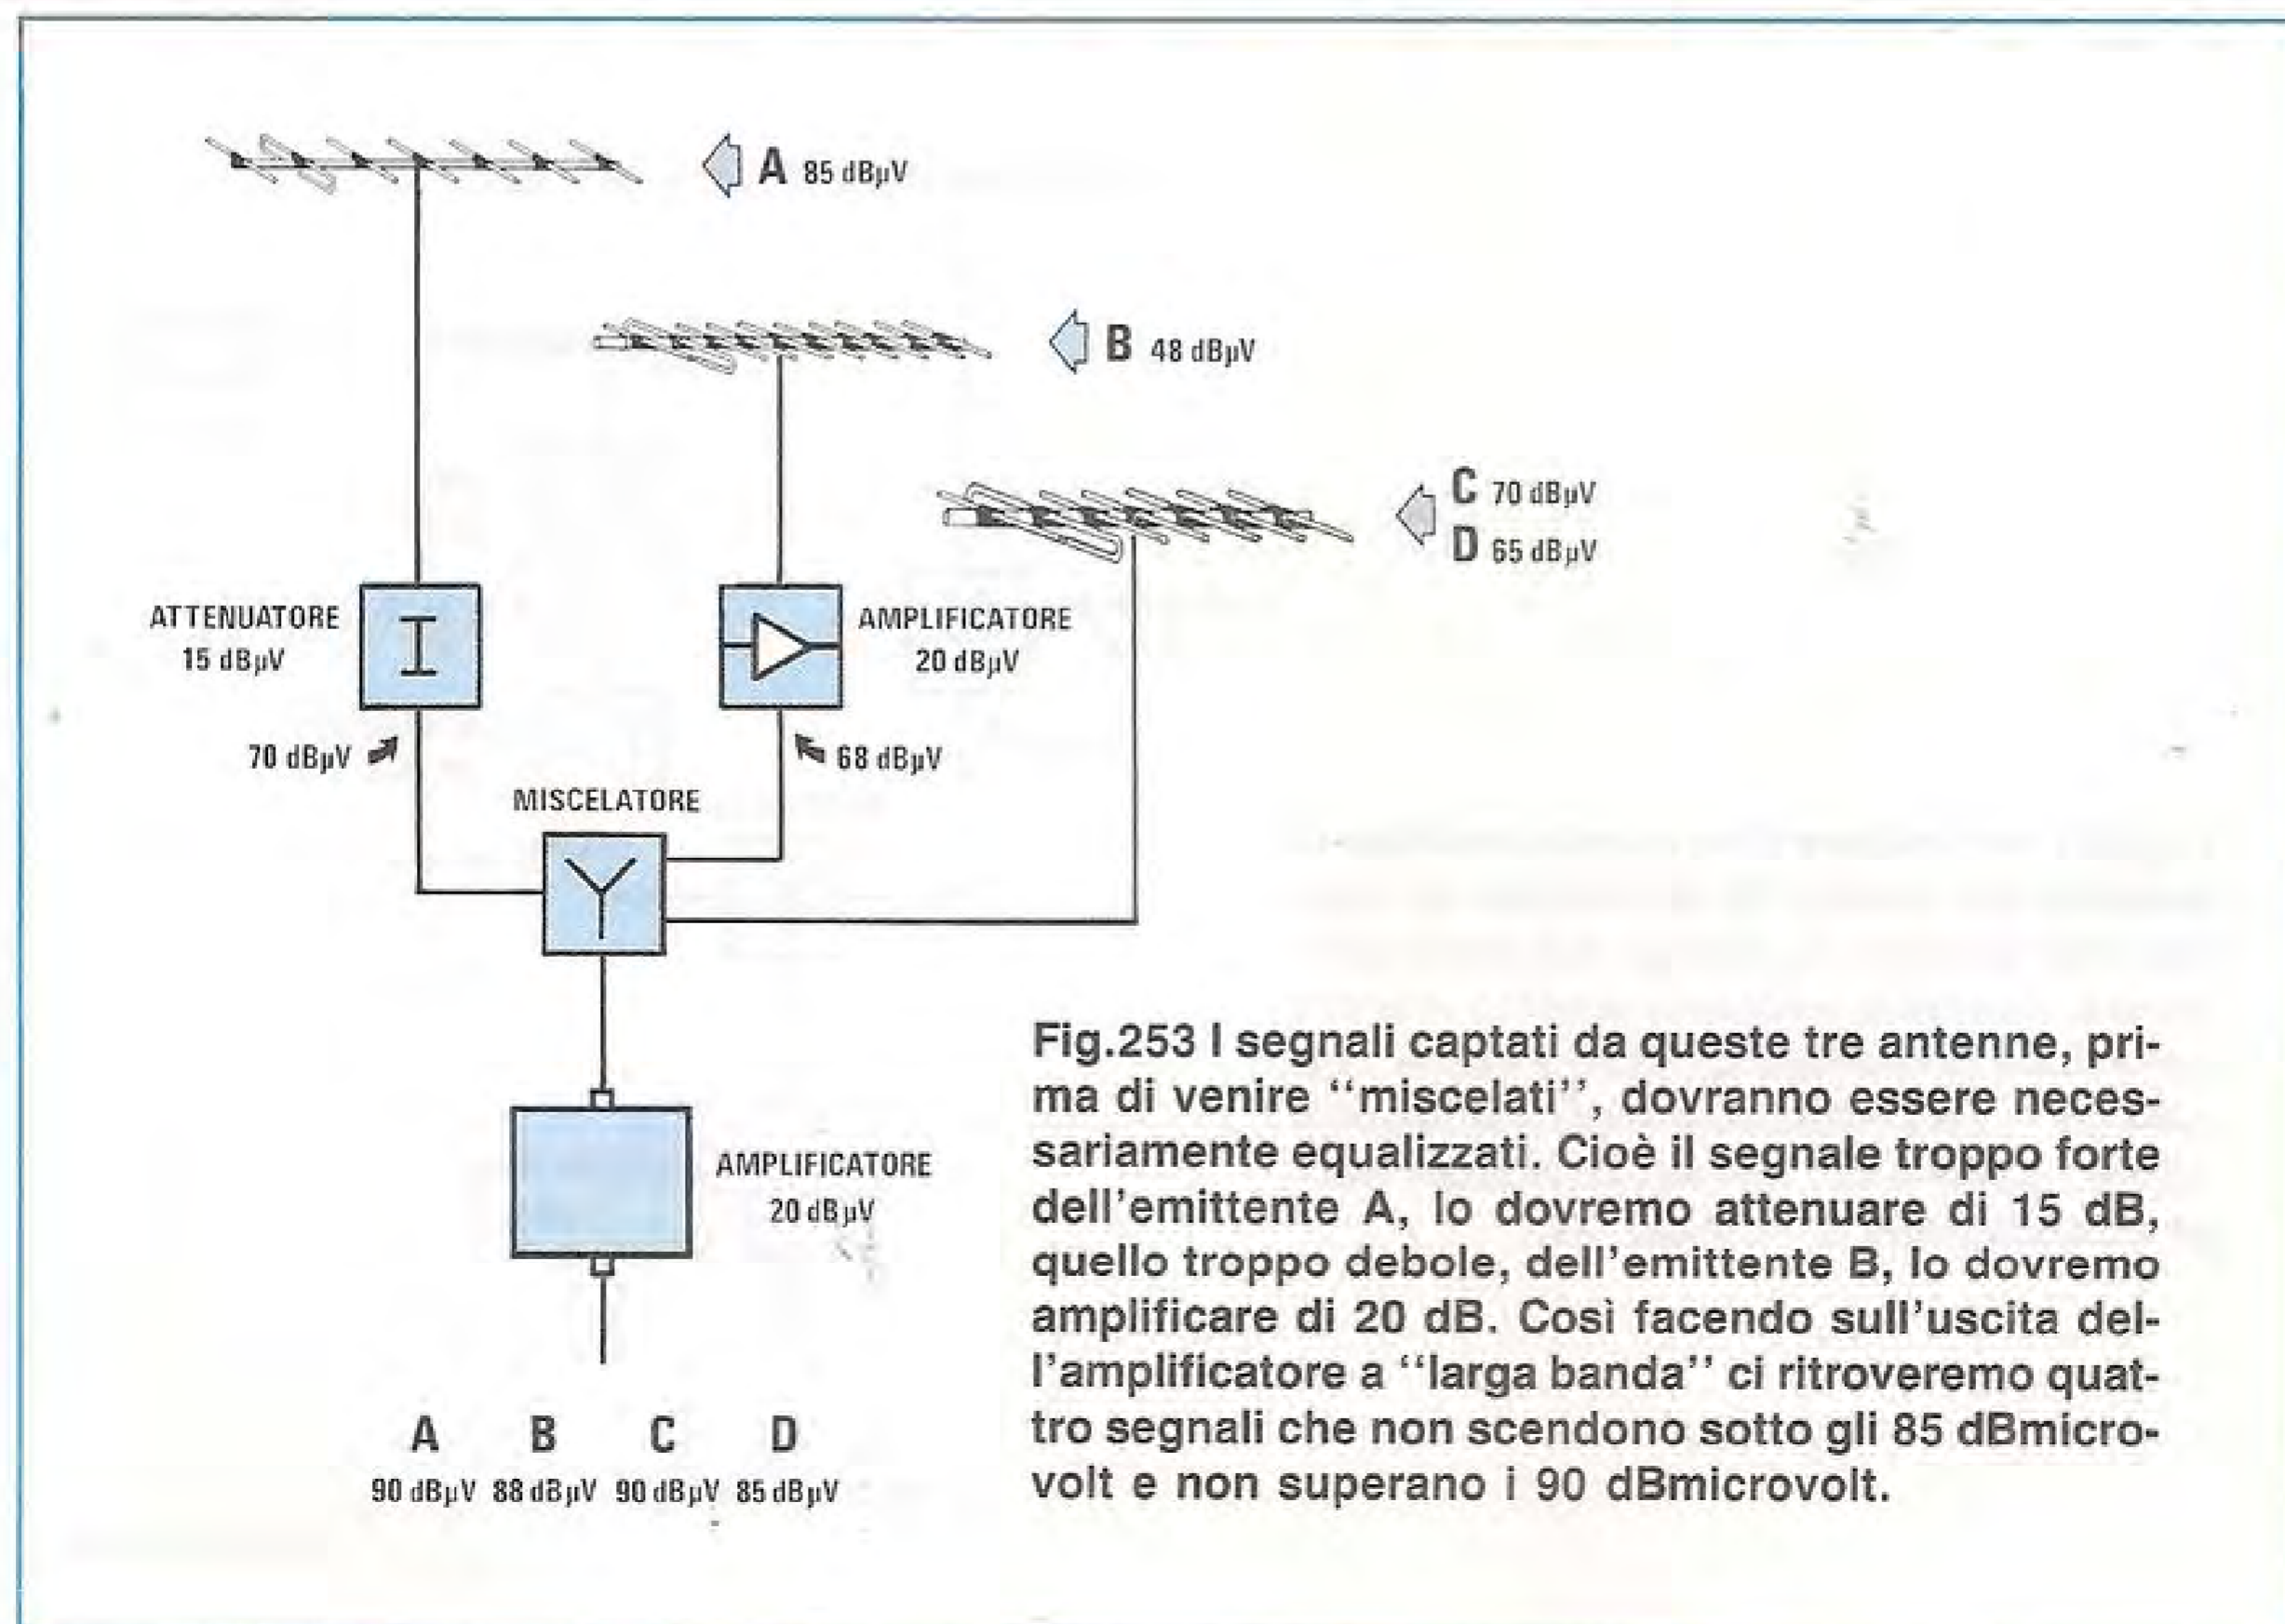 A 85 dBµV
B 48 dBµV
C 70 dBµV
D 65 dBµV
ATTENUATORE
15 dBµV
AMPLIFICATORE
20 dBµV
70 dBµV
68 dBµV
MISCELATORE
AMPLIFICATORE
20 dBµV
A B C D
90 dBµV 88 dBµV 90 dBµV 85 dBµV
Fig.253 I segnali captati da queste tre antenne, pri-
ma di venire ‘‘miscelati’’, dovranno essere neces-
sariamente equalizzati. Cioè il segnale troppo forte
dell’emittente A, lo dovremo attenuare di 15 dB,
quello troppo debole, dell’emittente B, lo dovremo
amplificare di 20 dB. Così facendo sull’uscita del-
l’amplificatore a ‘‘larga banda’’ ci ritroveremo quat-
tro segnali che non scendono sotto gli 85 dBmicro-
volt e non superano i 90 dBmicrovolt.